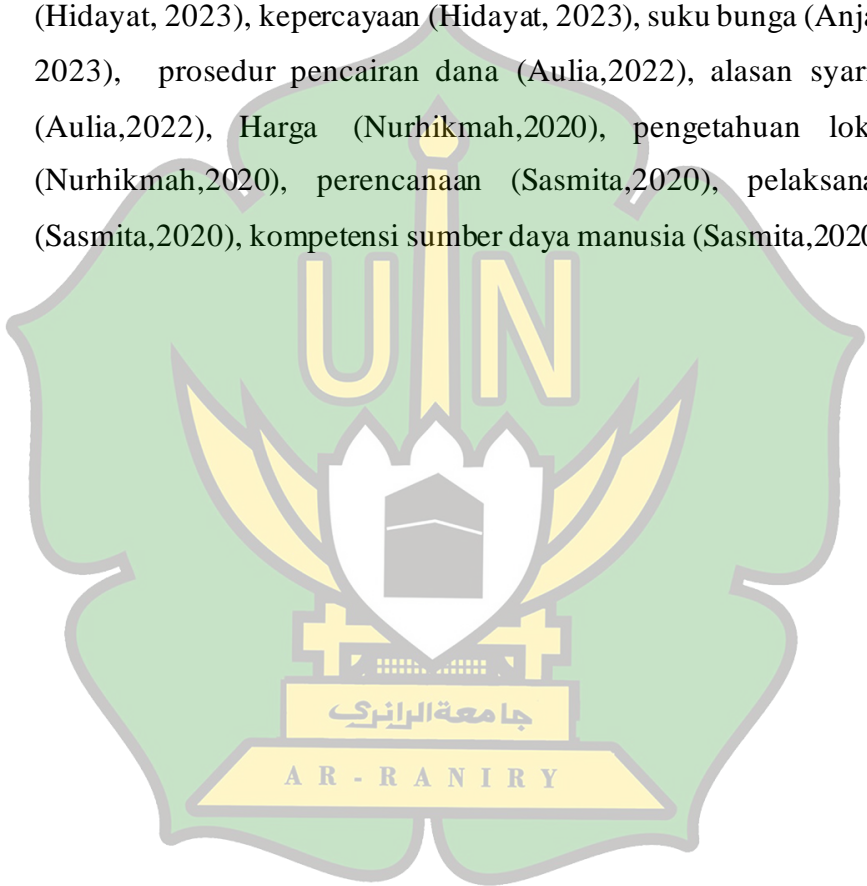 (Hidayat, 2023), kepercayaan (Hidayat, 2023), suku bunga (Anja
2023), prosedur pencairan dana (Aulia,2022), alasan syar
(Aulia,2022), Harga (Nurhikmah,2020), pengetahuan lok
(Nurhikmah,2020), perencanaan (Sasmita,2020), pelaksana
(Sasmita,2020), kompetensi sumber daya manusia (Sasmita,2020
UIN
جامعة الرانري
AR-RANIRY